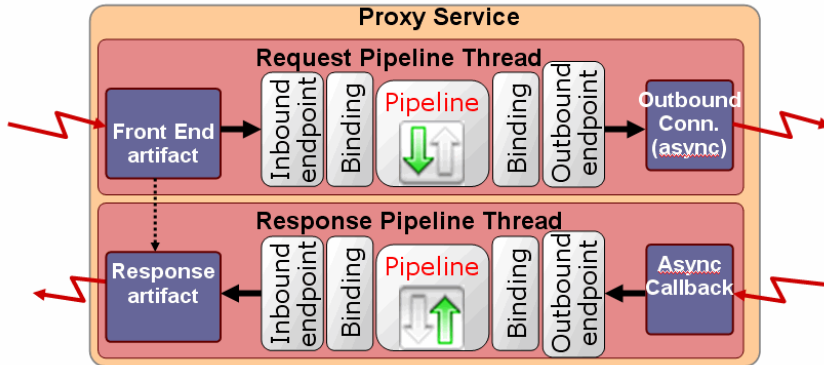 Proxy Service
Request Pipeline Thread
Front End
artifact
Inbound
endpoint
Binding
Pipeline
Binding
Outbound
endpoint
Outbound
Conn.
(async)
Response Pipeline Thread
Response
artifact
Inbound
endpoint
Binding
Pipeline
Binding
Outbound
endpoint
Async
Callback